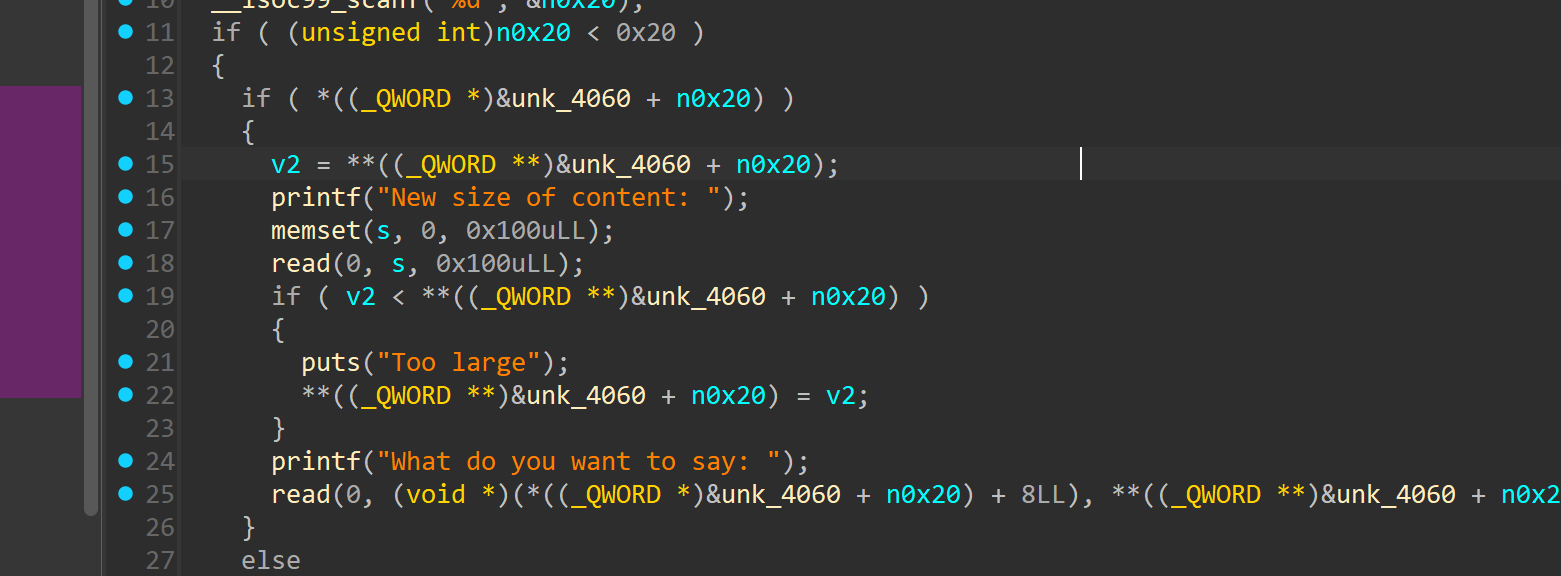 10 __isoc99_scanf("%d", &n0x20);
11 if ( (unsigned int)n0x20 < 0x20 )
12 {
13 if ( *((_QWORD *)&unk_4060 + n0x20) )
14 {
15 v2 = **((_QWORD **)&unk_4060 + n0x20);
16 printf("New size of content: ");
17 memset(s, 0, 0x100uLL);
18 read(0, s, 0x100uLL);
19 if ( v2 < **((_QWORD **)&unk_4060 + n0x20) )
20 {
21 puts("Too large");
22 **((_QWORD **)&unk_4060 + n0x20) = v2;
23 }
24 printf("What do you want to say: ");
25 read(0, (void *)(*((_QWORD *)&unk_4060 + n0x20) + 8LL), **((_QWORD **)&unk_4060 + n0x2
26 }
27 else